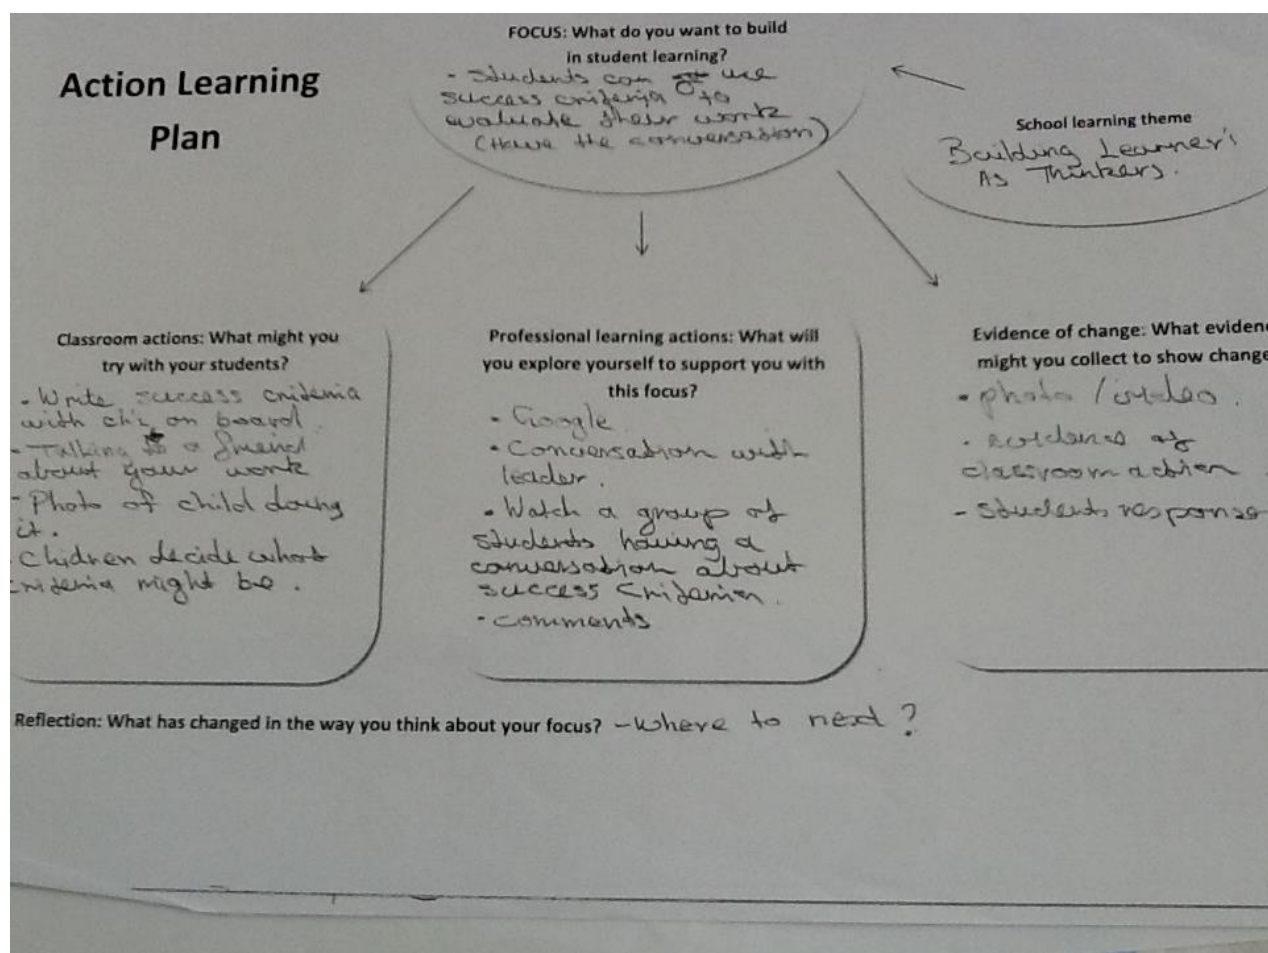 Action Learning
Plan
FOCUS: What do you want to build
in student learning?
- Students can use
success criteria to
evaluate their work
(Have the conversation)
School learning theme
Building Learner's
As Thinkers.
Classroom actions: What might you
try with your students?
- Write success criteria
with ch'n on board
- Talking to a friend
about your work
- Photo of child doing
it.
Children decide what
criteria might be.
Professional learning actions: What will
you explore yourself to support you with
this focus?
• Google
• Conversation with
leader.
• Watch a group of
students having a
conversation about
success criteria.
- comments
Evidence of change: What evidenc
might you collect to show change
• photo / video.
• evidence of
classroom action
- students response
Reflection: What has changed in the way you think about your focus? - Where to next?